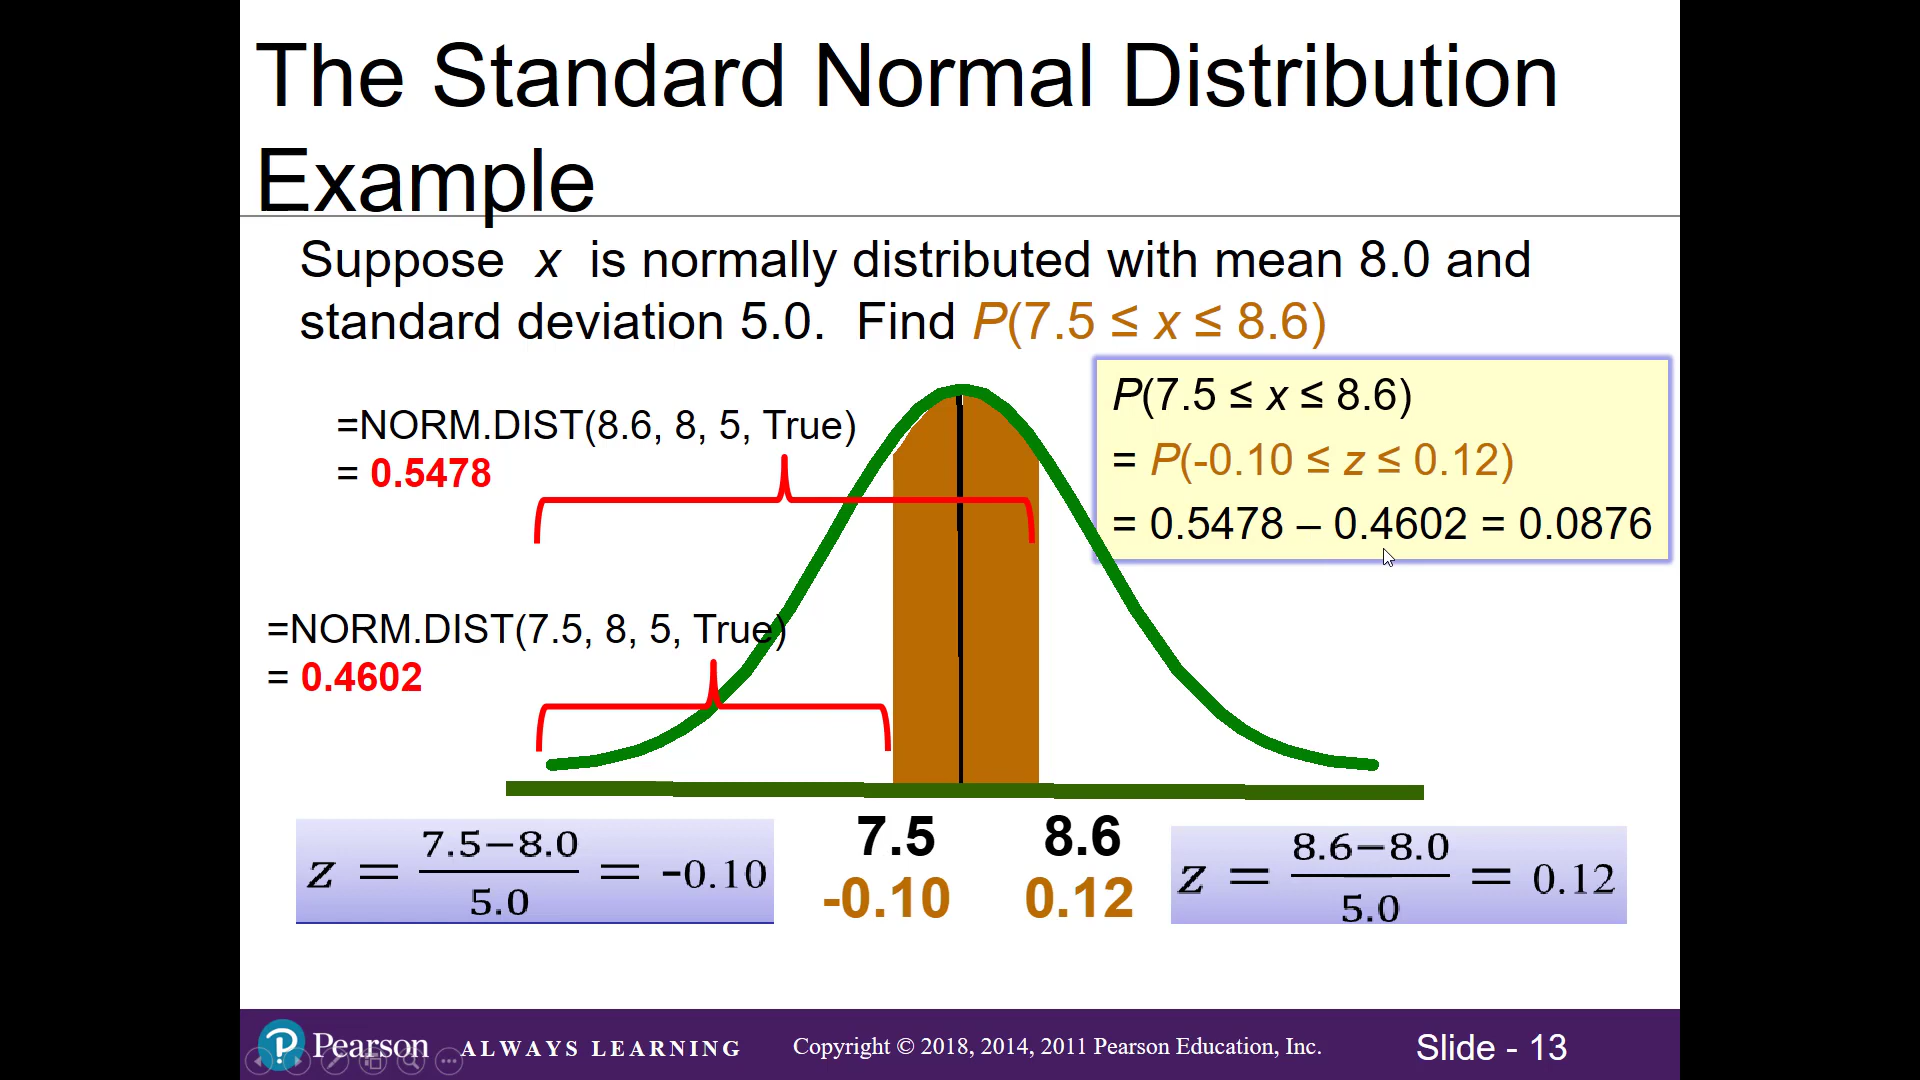 The Standard Normal Distribution
Example
Suppose x is normally distributed with mean 8.0 and
standard deviation 5.0. Find P(7.5 ≤ x ≤ 8.6)
=NORM.DIST(8.6, 8, 5, True)
= 0.5478
P(7.5 ≤ x ≤ 8.6)
= P(-0.10 ≤ z ≤ 0.12)
= 0.5478 – 0.4602 = 0.0876
=NORM.DIST(7.5, 8, 5, True)
= 0.4602
z = (7.5−8.0)/5.0 = -0.10
7.5 8.6
-0.10 0.12
z = (8.6−8.0)/5.0 = 0.12
P Pearson ALWAYS LEARNING Copyright © 2018, 2014, 2011 Pearson Education, Inc. Slide - 13